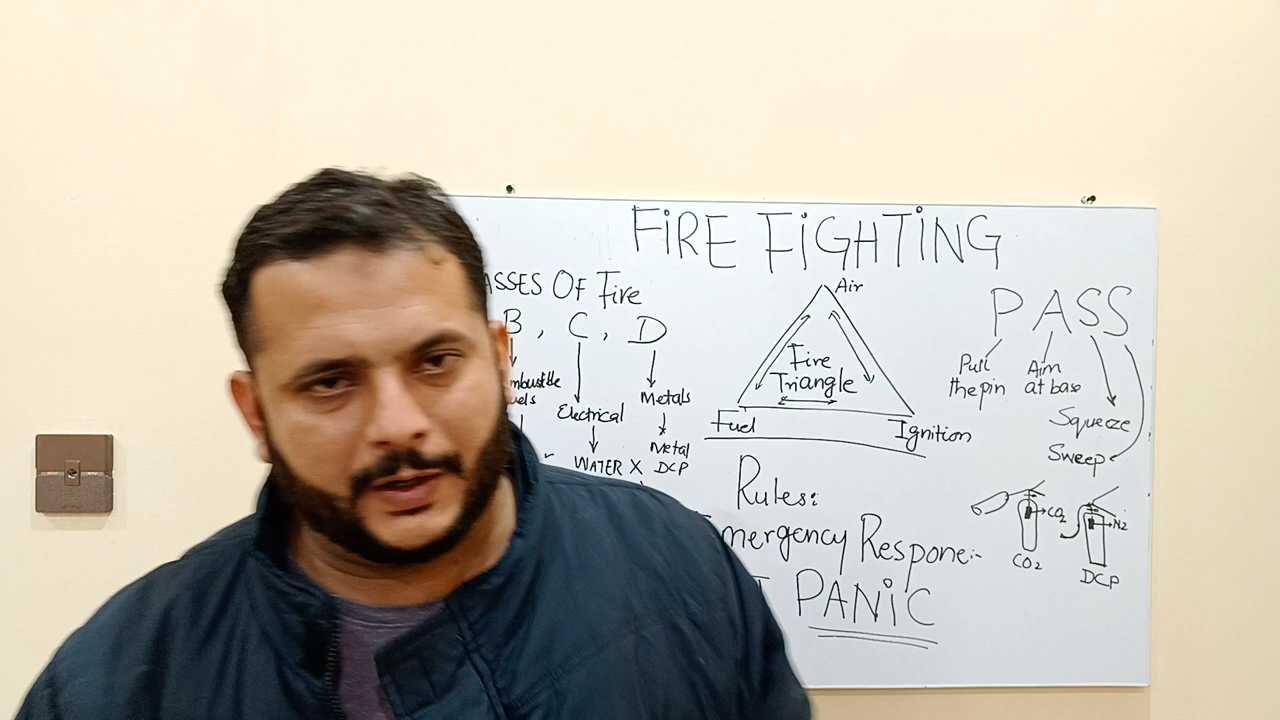 FiRE FiGHTiNG
ASSES OF Fire
B, C, D
mbustible
uels
Electrical
WATER X
Metals
Metal
DCP
Air
Fire
Triangle
Fuel
Ignition
PASS
Pull
the pin
Aim
at base
Squeeze
Sweep
Rules:
mergency Respone:-
PANiC
CO2
CO2
N2
DCP